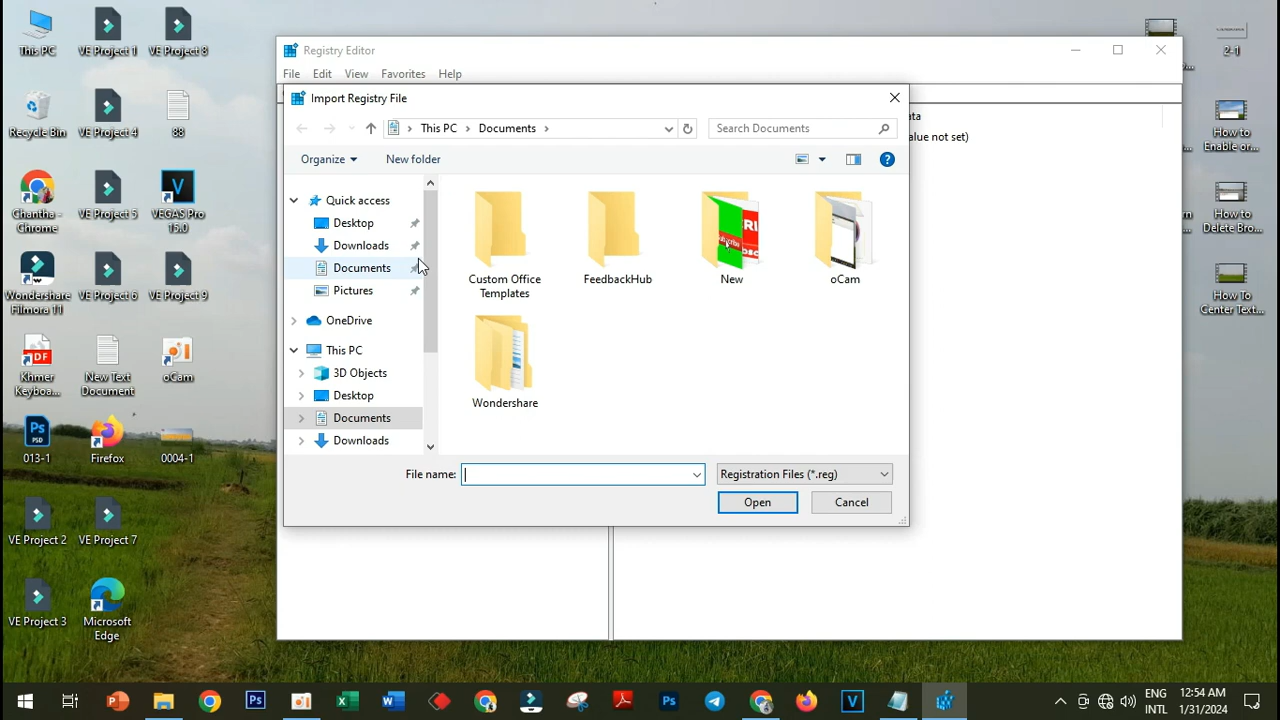 This PC
VE Project 1
VE Project 8
Recycle Bin
VE Project 4
88
Chantha - Chrome
VE Project 5
VEGAS Pro 15.0
Wondershare Filmora 11
VE Project 6
VE Project 9
Khmer Keyboa...
New Text Document
oCam
013-1
Firefox
0004-1
VE Project 2
VE Project 7
VE Project 3
Microsoft Edge
Registry Editor
File Edit View Favorites Help
ata
alue not set)
Import Registry File
This PC > Documents >
Search Documents
Organize
New folder
Quick access
Desktop
Downloads
Documents
Pictures
OneDrive
This PC
3D Objects
Desktop
Documents
Downloads
Custom Office Templates
FeedbackHub
New
oCam
Wondershare
File name:
Registration Files (*.reg)
Open
Cancel
2-1
How to Enable or...
How to Delete Bro...
How To Center Text...
ENG
INTL
12:54 AM
1/31/2024